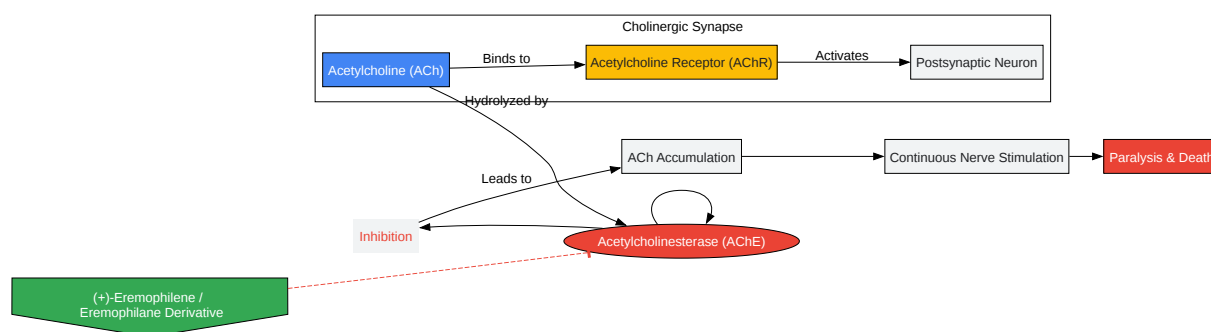 Cholinergic Synapse
Acetylcholine (ACh)
Binds to
Acetylcholine Receptor (AChR)
Activates
Postsynaptic Neuron
Hydrolyzed by
ACh Accumulation
Continuous Nerve Stimulation
Paralysis & Death
Leads to
Inhibition
Acetylcholinesterase (AChE)
(+)-Eremophilene /
Eremophilane Derivative